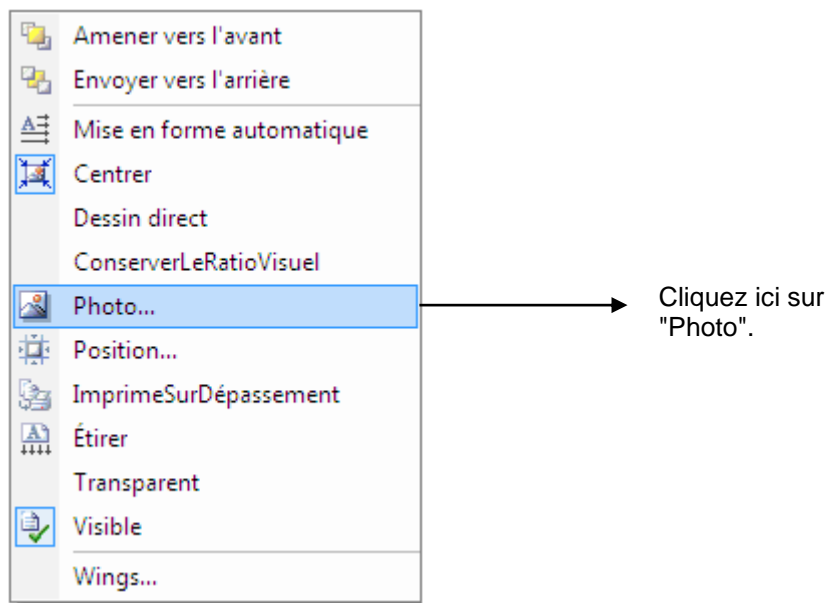 Amener vers l'avant
Envoyer vers l'arrière
Mise en forme automatique
Centrer
Dessin direct
ConserverLeRatioVisuel
Photo...
Position...
ImprimeSurDépassement
Étirer
Transparent
Visible
Wings...
Cliquez ici sur
"Photo".